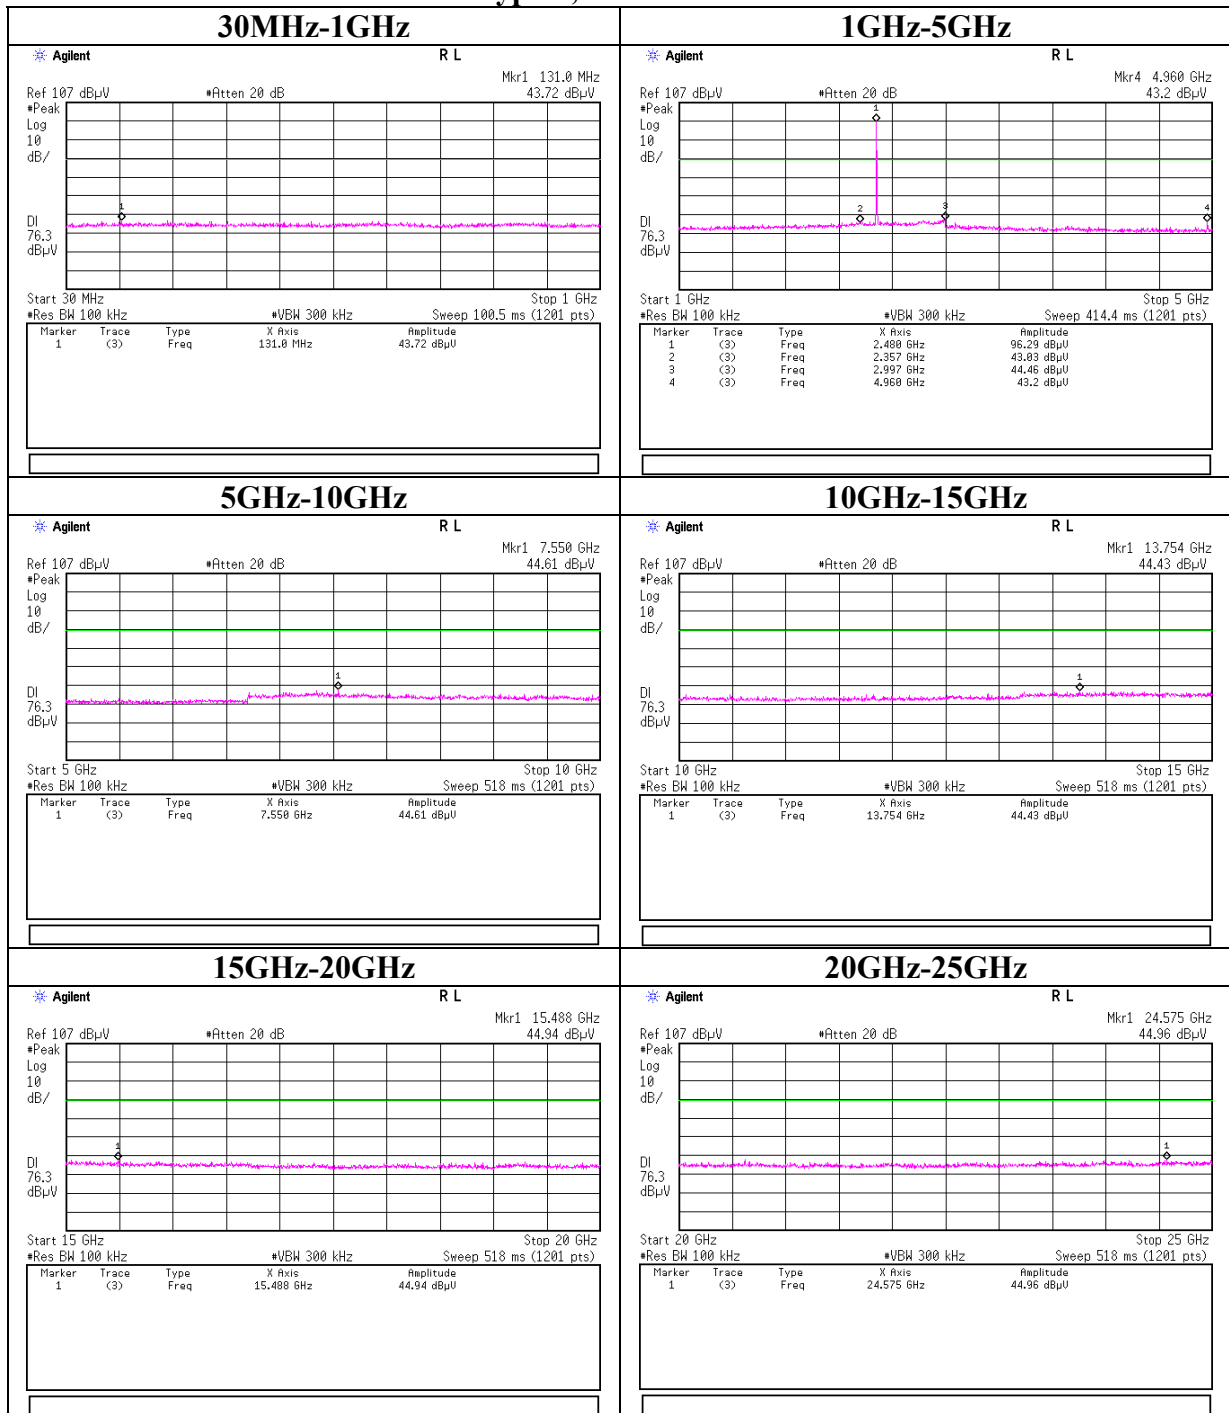 30MHz-1GHz
Agilent R L
Mkr1 131.0 MHz
Ref 107 dBµV #Atten 20 dB 43.72 dBµV
#Peak
Log
10
dB/
1
DI
76.3
dBµV
Start 30 MHz Stop 1 GHz
#Res BW 100 kHz #VBW 300 kHz Sweep 100.5 ms (1201 pts)
Marker Trace Type X Axis Amplitude
1 (3) Freq 131.0 MHz 43.72 dBµV
1GHz-5GHz
Agilent R L
Mkr4 4.960 GHz
Ref 107 dBµV #Atten 20 dB 43.2 dBµV
#Peak
Log
10
dB/
1
2 3 4
DI
76.3
dBµV
Start 1 GHz Stop 5 GHz
#Res BW 100 kHz #VBW 300 kHz Sweep 414.4 ms (1201 pts)
Marker Trace Type X Axis Amplitude
1 (3) Freq 2.480 GHz 96.29 dBµV
2 (3) Freq 2.357 GHz 43.03 dBµV
3 (3) Freq 2.997 GHz 44.46 dBµV
4 (3) Freq 4.960 GHz 43.2 dBµV
5GHz-10GHz
Agilent R L
Mkr1 7.550 GHz
Ref 107 dBµV #Atten 20 dB 44.61 dBµV
#Peak
Log
10
dB/
1
DI
76.3
dBµV
Start 5 GHz Stop 10 GHz
#Res BW 100 kHz #VBW 300 kHz Sweep 518 ms (1201 pts)
Marker Trace Type X Axis Amplitude
1 (3) Freq 7.550 GHz 44.61 dBµV
10GHz-15GHz
Agilent R L
Mkr1 13.754 GHz
Ref 107 dBµV #Atten 20 dB 44.43 dBµV
#Peak
Log
10
dB/
1
DI
76.3
dBµV
Start 10 GHz Stop 15 GHz
#Res BW 100 kHz #VBW 300 kHz Sweep 518 ms (1201 pts)
Marker Trace Type X Axis Amplitude
1 (3) Freq 13.754 GHz 44.43 dBµV
15GHz-20GHz
Agilent R L
Mkr1 15.488 GHz
Ref 107 dBµV #Atten 20 dB 44.94 dBµV
#Peak
Log
10
dB/
1
DI
76.3
dBµV
Start 15 GHz Stop 20 GHz
#Res BW 100 kHz #VBW 300 kHz Sweep 518 ms (1201 pts)
Marker Trace Type X Axis Amplitude
1 (3) Freq 15.488 GHz 44.94 dBµV
20GHz-25GHz
Agilent R L
Mkr1 24.575 GHz
Ref 107 dBµV #Atten 20 dB 44.96 dBµV
#Peak
Log
10
dB/
1
DI
76.3
dBµV
Start 20 GHz Stop 25 GHz
#Res BW 100 kHz #VBW 300 kHz Sweep 518 ms (1201 pts)
Marker Trace Type X Axis Amplitude
1 (3) Freq 24.575 GHz 44.96 dBµV